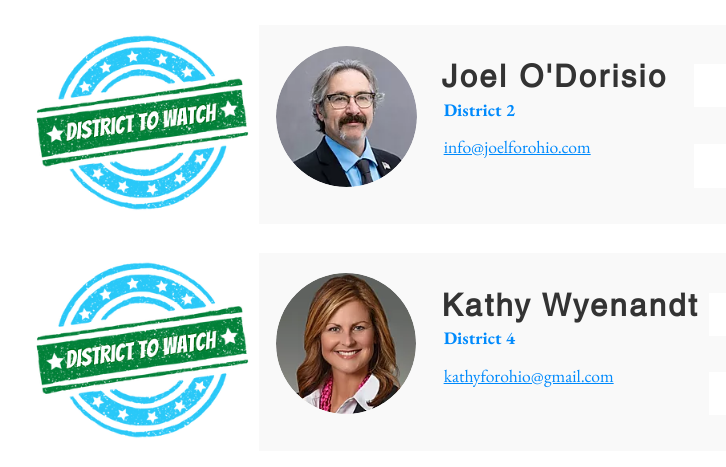 DISTRICT TO WATCH
Joel O'Dorisio
District 2
info@joelforohio.com
DISTRICT TO WATCH
Kathy Wyenandt
District 4
kathyforohio@gmail.com